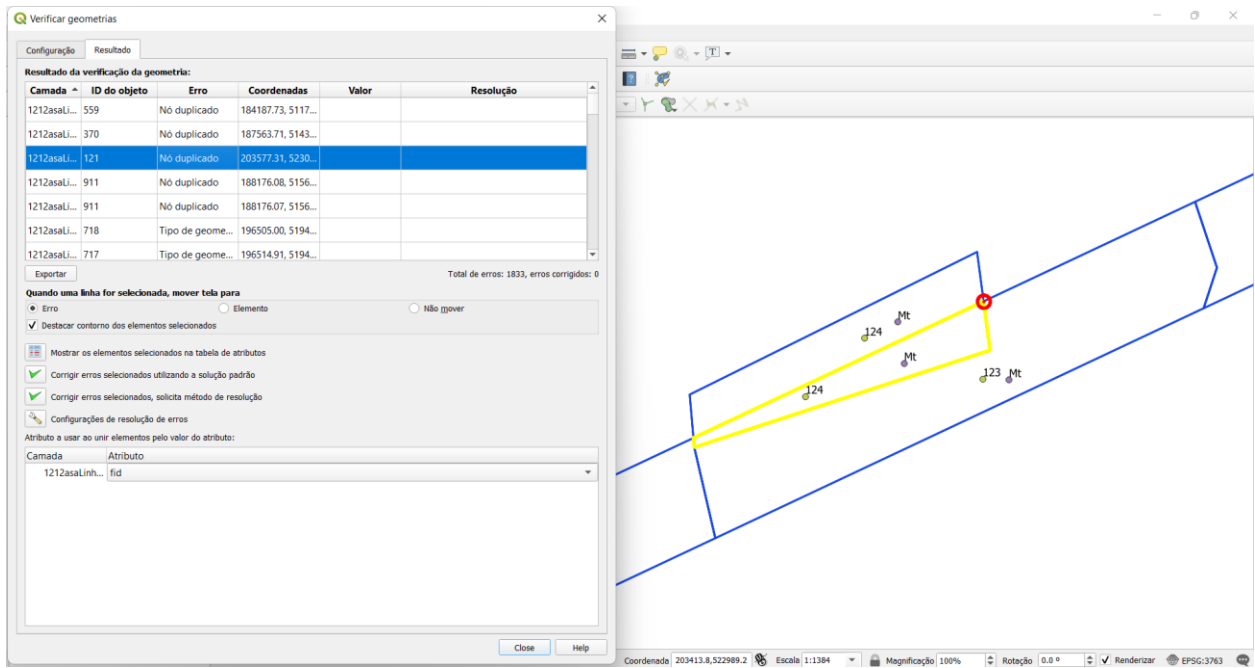 Verificar geometrias
Configuração Resultado
Resultado da verificação da geometria:
Camada ID do objeto Erro Coordenadas Valor Resolução
1212asaLi... 559 Nó duplicado 184187.73, 5117...
1212asaLi... 370 Nó duplicado 187563.71, 5143...
1212asaLi... 121 Nó duplicado 203577.31, 5230...
1212asaLi... 911 Nó duplicado 188176.08, 5156...
1212asaLi... 911 Nó duplicado 188176.07, 5156...
1212asaLi... 718 Tipo de geome... 196505.00, 5194...
1212asaLi... 717 Tipo de geome... 196514.91, 5194...
Exportar Total de erros: 1833, erros corrigidos: 0
Quando uma linha for selecionada, mover tela para
Erro Elemento Não mover
Destacar contorno dos elementos selecionados
Mostrar os elementos selecionados na tabela de atributos
Corrigir erros selecionados utilizando a solução padrão
Corrigir erros selecionados, solicita método de resolução
Configurações de resolução de erros
Atributo a usar ao unir elementos pelo valor do atributo:
Camada Atributo
1212asaLinh... fid
Close Help
T
Mt
124
Mt
123 Mt
124
Coordenada 203413.8,522989.2 Escala 1:1384 Magnificação 100% Rotação 0.0 ° Renderizar EPSG:3763